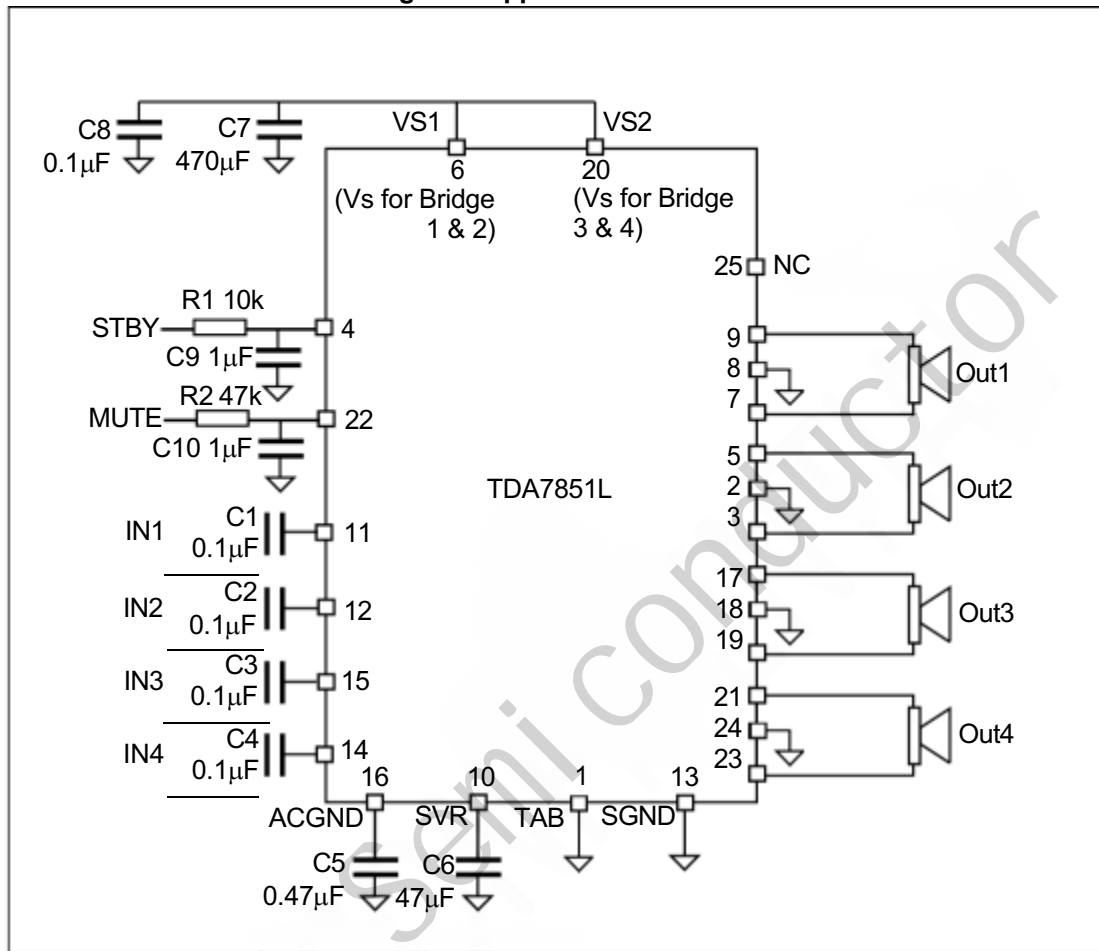 VS1
VS2
C8
0.1µF
C7
470µF
6
20
(Vs for Bridge
1 & 2)
(Vs for Bridge
3 & 4)
25
NC
R1 10k
STBY
4
C9 1µF
R2 47k
MUTE
22
C10 1µF
TDA7851L
IN1
C1
0.1µF
11
IN2
C2
0.1µF
12
IN3
C3
0.1µF
15
IN4
C4
0.1µF
14
9
8
7
Out1
5
2
3
Out2
17
18
19
Out3
21
24
23
Out4
16
10
1
13
ACGND
SVR
TAB
SGND
C5
0.47µF
C6
47µF
semi conductor